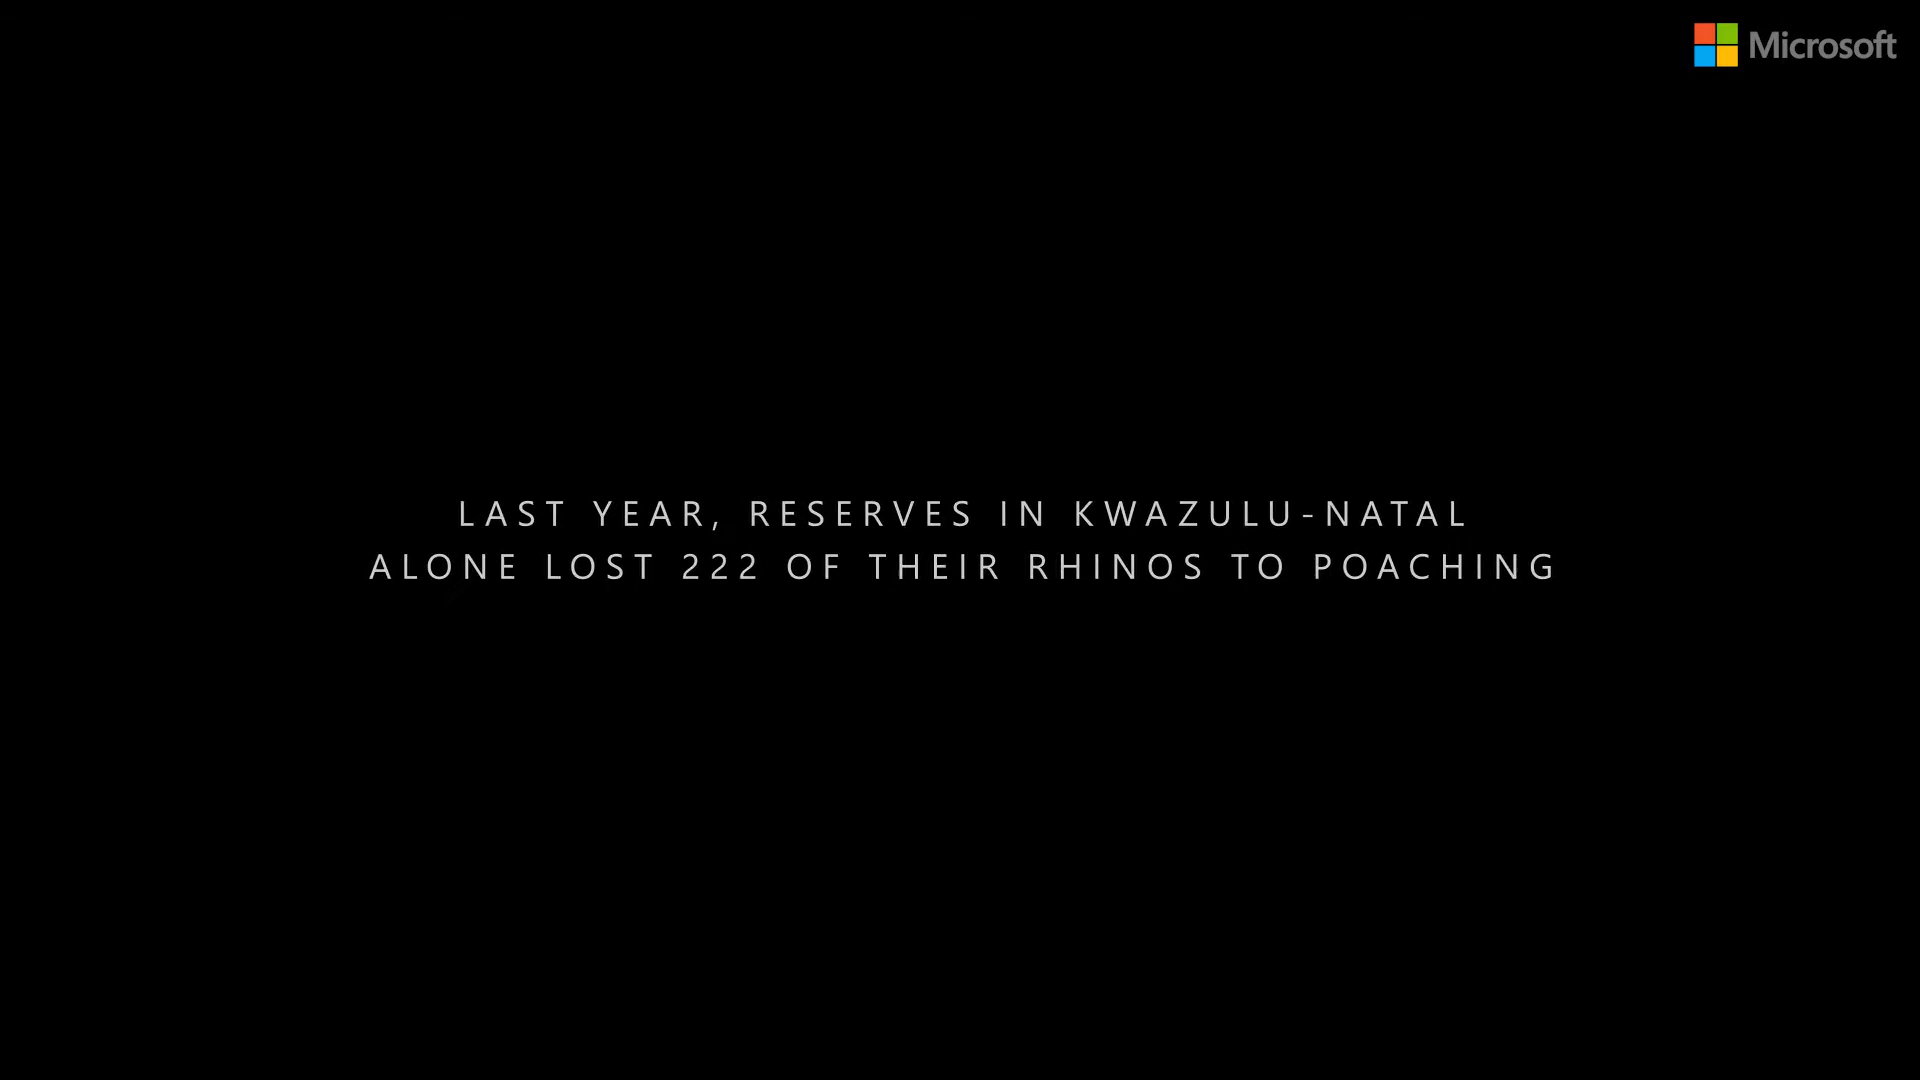 Microsoft
LAST YEAR, RESERVES IN KWAZULU-NATAL
ALONE LOST 222 OF THEIR RHINOS TO POACHING